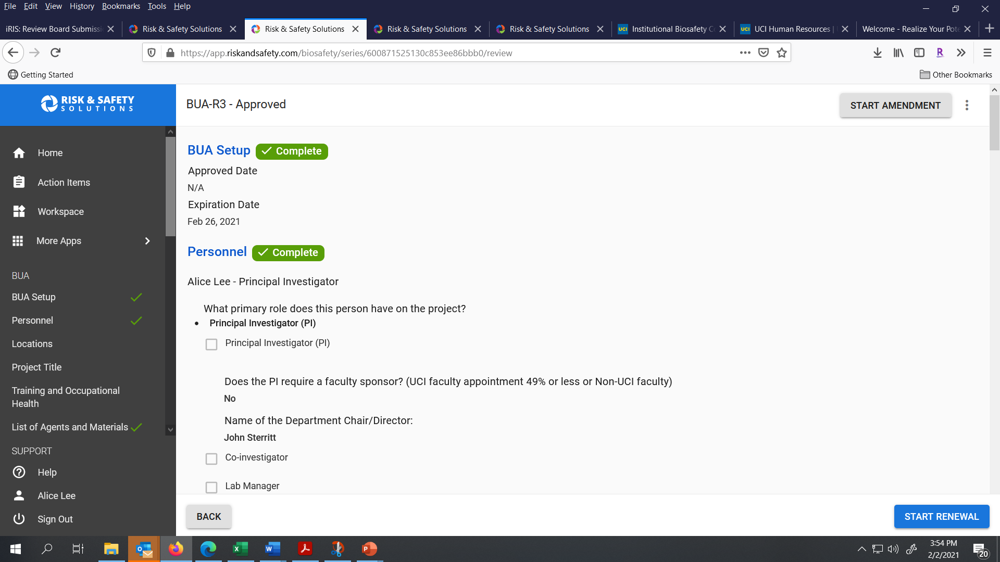 File Edit View History Bookmarks Tools Help
iRIS: Review Board Submissi
Risk & Safety Solutions
Risk & Safety Solutions
Risk & Safety Solutions
Risk & Safety Solutions
UCI Institutional Biosafety C
UCI UCI Human Resources |
Welcome - Realize Your Pote
https://app.riskandsafety.com/biosafety/series/600871525130c853ee86bbb0/review
R
Getting Started
Other Bookmarks
RISK & SAFETY
SOLUTIONS
Home
Action Items
Workspace
More Apps
BUA
BUA Setup
Personnel
Locations
Project Title
Training and Occupational
Health
List of Agents and Materials
SUPPORT
Help
Alice Lee
Sign Out
BUA-R3 - Approved
START AMENDMENT
BUA Setup Complete
Approved Date
N/A
Expiration Date
Feb 26, 2021
Personnel Complete
Alice Lee - Principal Investigator
What primary role does this person have on the project?
• Principal Investigator (PI)
Principal Investigator (PI)
Does the PI require a faculty sponsor? (UCI faculty appointment 49% or less or Non-UCI faculty)
No
Name of the Department Chair/Director:
John Sterritt
Co-investigator
Lab Manager
BACK
START RENEWAL
3:54 PM
2/2/2021
20